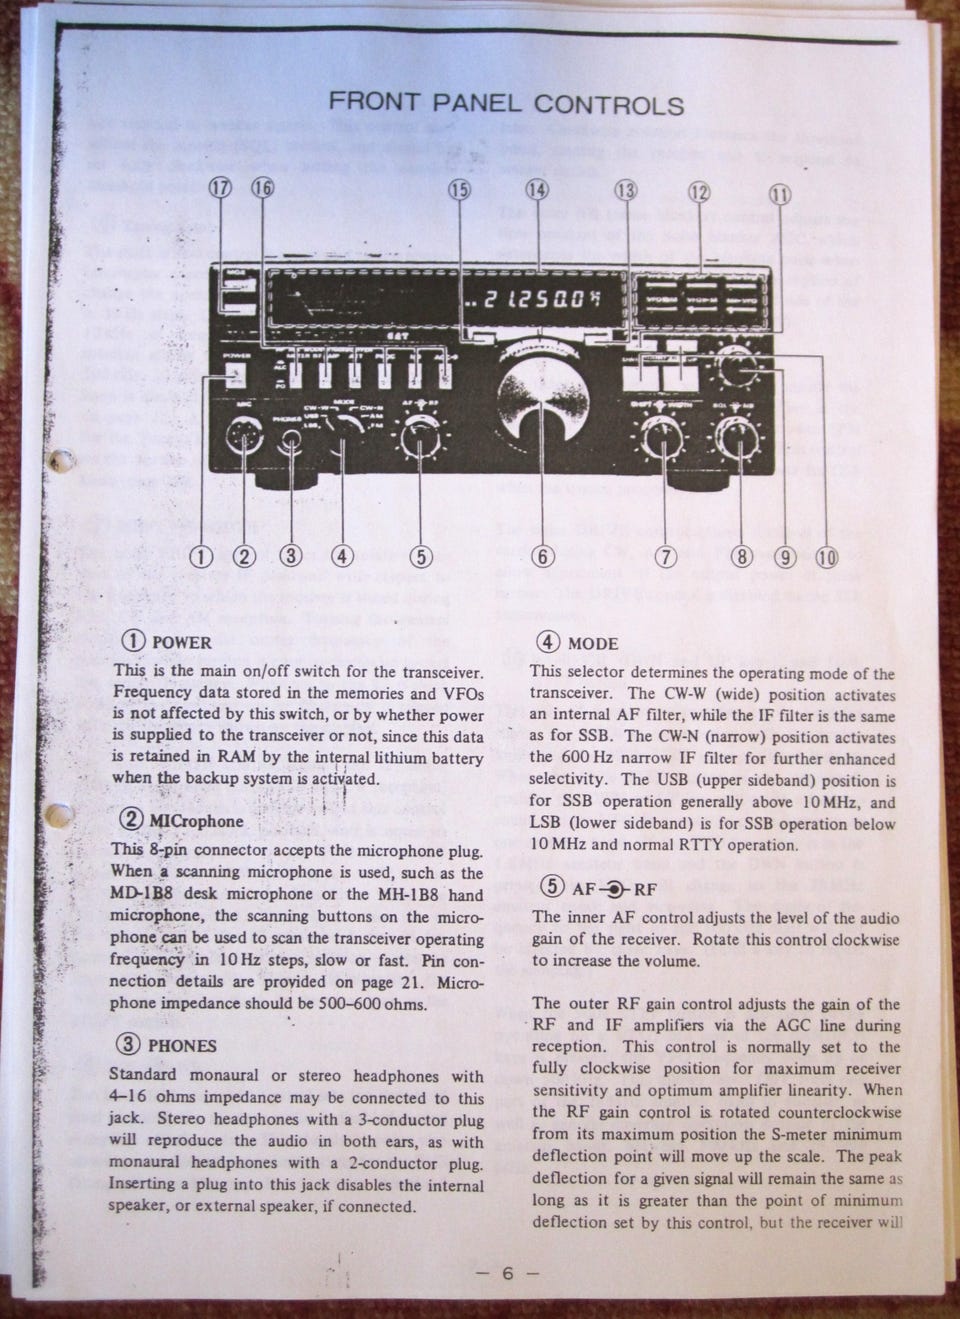 FRONT PANEL CONTROLS
⑰ ⑯ ⑮ ⑭ ⑬ ⑫ ⑪
21.250.0
POWER
MIC
PHONES
MODE
CW-W CW-N
USB AM
LSB FM
AF RF
SHIFT WIDTH
SQL NB
① ② ③ ④ ⑤ ⑥ ⑦ ⑧ ⑨ ⑩
① POWER
This is the main on/off switch for the transceiver.
Frequency data stored in the memories and VFOs
is not affected by this switch, or by whether power
is supplied to the transceiver or not, since this data
is retained in RAM by the internal lithium battery
when the backup system is activated.
② MICrophone
This 8-pin connector accepts the microphone plug.
When a scanning microphone is used, such as the
MD-1B8 desk microphone or the MH-1B8 hand
microphone, the scanning buttons on the micro-
phone can be used to scan the transceiver operating
frequency in 10 Hz steps, slow or fast. Pin con-
nection details are provided on page 21. Micro-
phone impedance should be 500–600 ohms.
③ PHONES
Standard monaural or stereo headphones with
4–16 ohms impedance may be connected to this
jack. Stereo headphones with a 3-conductor plug
will reproduce the audio in both ears, as with
monaural headphones with a 2-conductor plug.
Inserting a plug into this jack disables the internal
speaker, or external speaker, if connected.
④ MODE
This selector determines the operating mode of the
transceiver. The CW-W (wide) position activates
an internal AF filter, while the IF filter is the same
as for SSB. The CW-N (narrow) position activates
the 600 Hz narrow IF filter for further enhanced
selectivity. The USB (upper sideband) position is
for SSB operation generally above 10MHz, and
LSB (lower sideband) is for SSB operation below
10 MHz and normal RTTY operation.
⑤ AF RF
The inner AF control adjusts the level of the audio
gain of the receiver. Rotate this control clockwise
to increase the volume.
The outer RF gain control adjusts the gain of the
RF and IF amplifiers via the AGC line during
reception. This control is normally set to the
fully clockwise position for maximum receiver
sensitivity and optimum amplifier linearity. When
the RF gain control is rotated counterclockwise
from its maximum position the S-meter minimum
deflection point will move up the scale. The peak
deflection for a given signal will remain the same as
long as it is greater than the point of minimum
deflection set by this control, but the receiver will
– 6 –